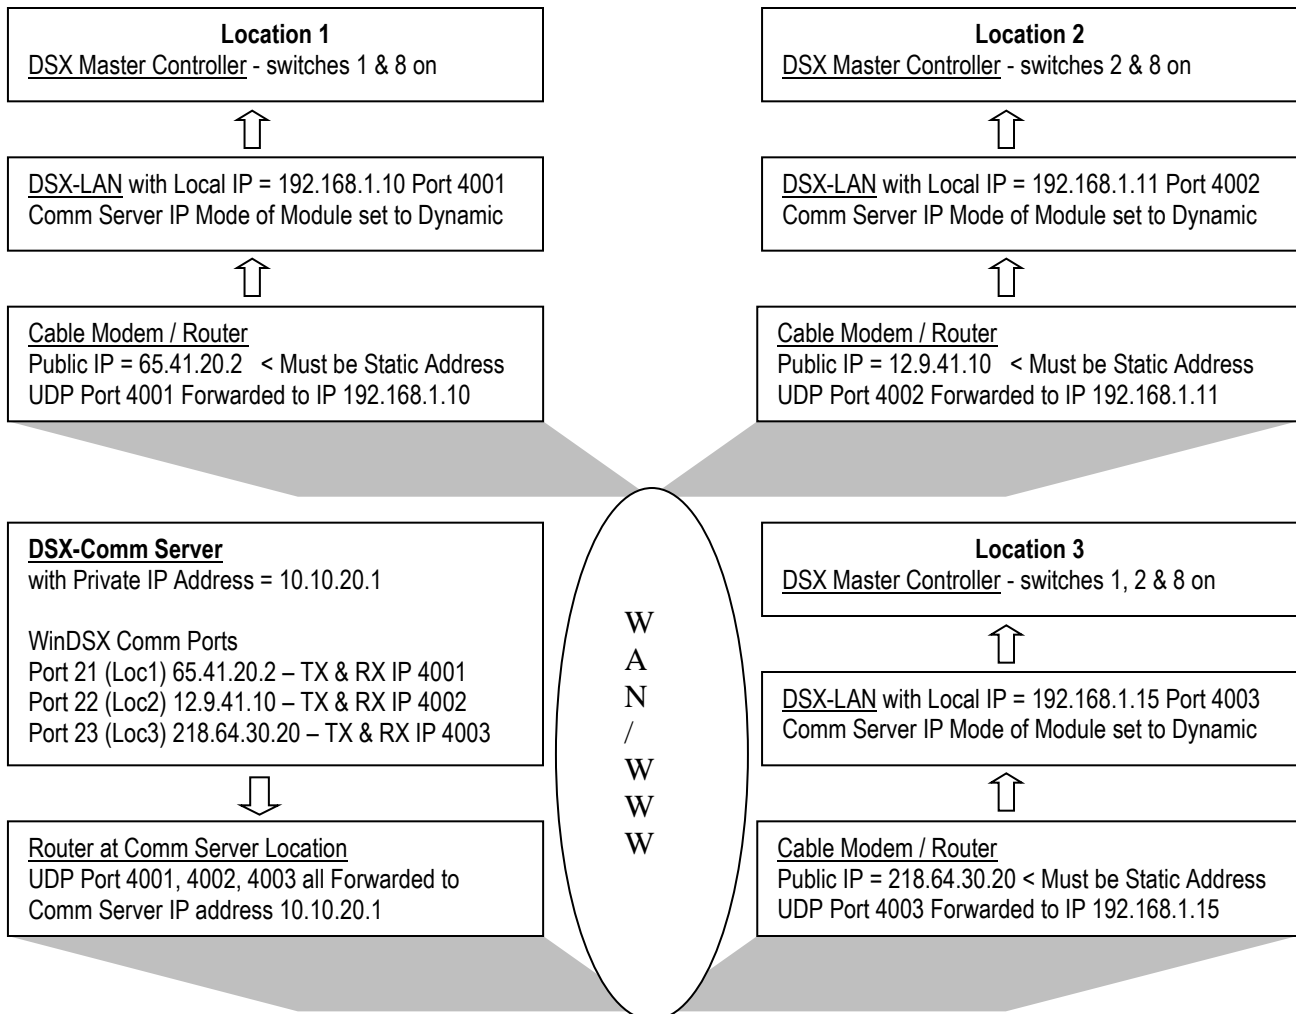 Location 1
DSX Master Controller - switches 1 & 8 on
DSX-LAN with Local IP = 192.168.1.10 Port 4001
Comm Server IP Mode of Module set to Dynamic
Cable Modem / Router
Public IP = 65.41.20.2 < Must be Static Address
UDP Port 4001 Forwarded to IP 192.168.1.10
Location 2
DSX Master Controller - switches 2 & 8 on
DSX-LAN with Local IP = 192.168.1.11 Port 4002
Comm Server IP Mode of Module set to Dynamic
Cable Modem / Router
Public IP = 12.9.41.10 < Must be Static Address
UDP Port 4002 Forwarded to IP 192.168.1.11
DSX-Comm Server
with Private IP Address = 10.10.20.1
WinDSX Comm Ports
Port 21 (Loc1) 65.41.20.2 – TX & RX IP 4001
Port 22 (Loc2) 12.9.41.10 – TX & RX IP 4002
Port 23 (Loc3) 218.64.30.20 – TX & RX IP 4003
Router at Comm Server Location
UDP Port 4001, 4002, 4003 all Forwarded to
Comm Server IP address 10.10.20.1
W
A
N
/
W
W
W
Location 3
DSX Master Controller - switches 1, 2 & 8 on
DSX-LAN with Local IP = 192.168.1.15 Port 4003
Comm Server IP Mode of Module set to Dynamic
Cable Modem / Router
Public IP = 218.64.30.20 < Must be Static Address
UDP Port 4003 Forwarded to IP 192.168.1.15